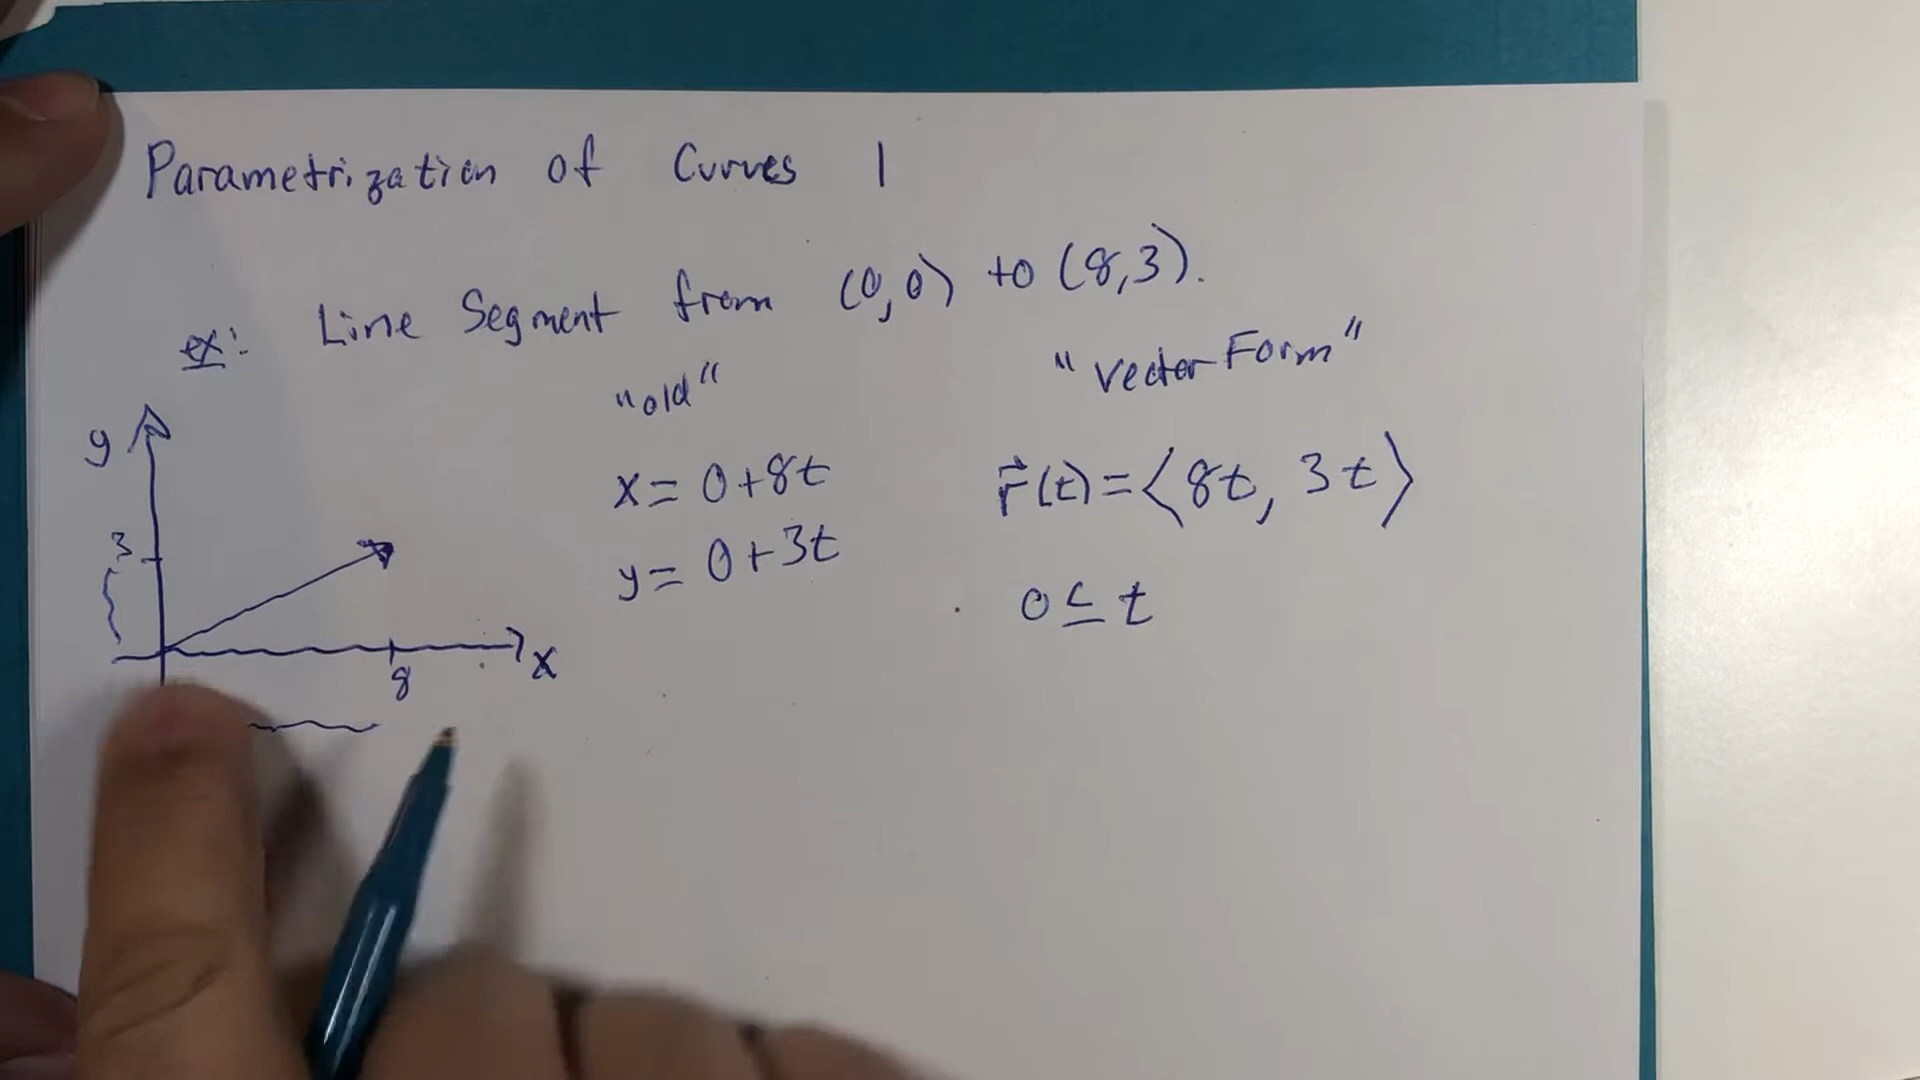 Parametrization of Curves 1
ex: Line Segment from (0,0) to (8,3).
"old"
"Vector Form"
y
x = 0+8t
r⃗(t) = ⟨8t, 3t⟩
3
y = 0+3t
0 ≤ t
x
8